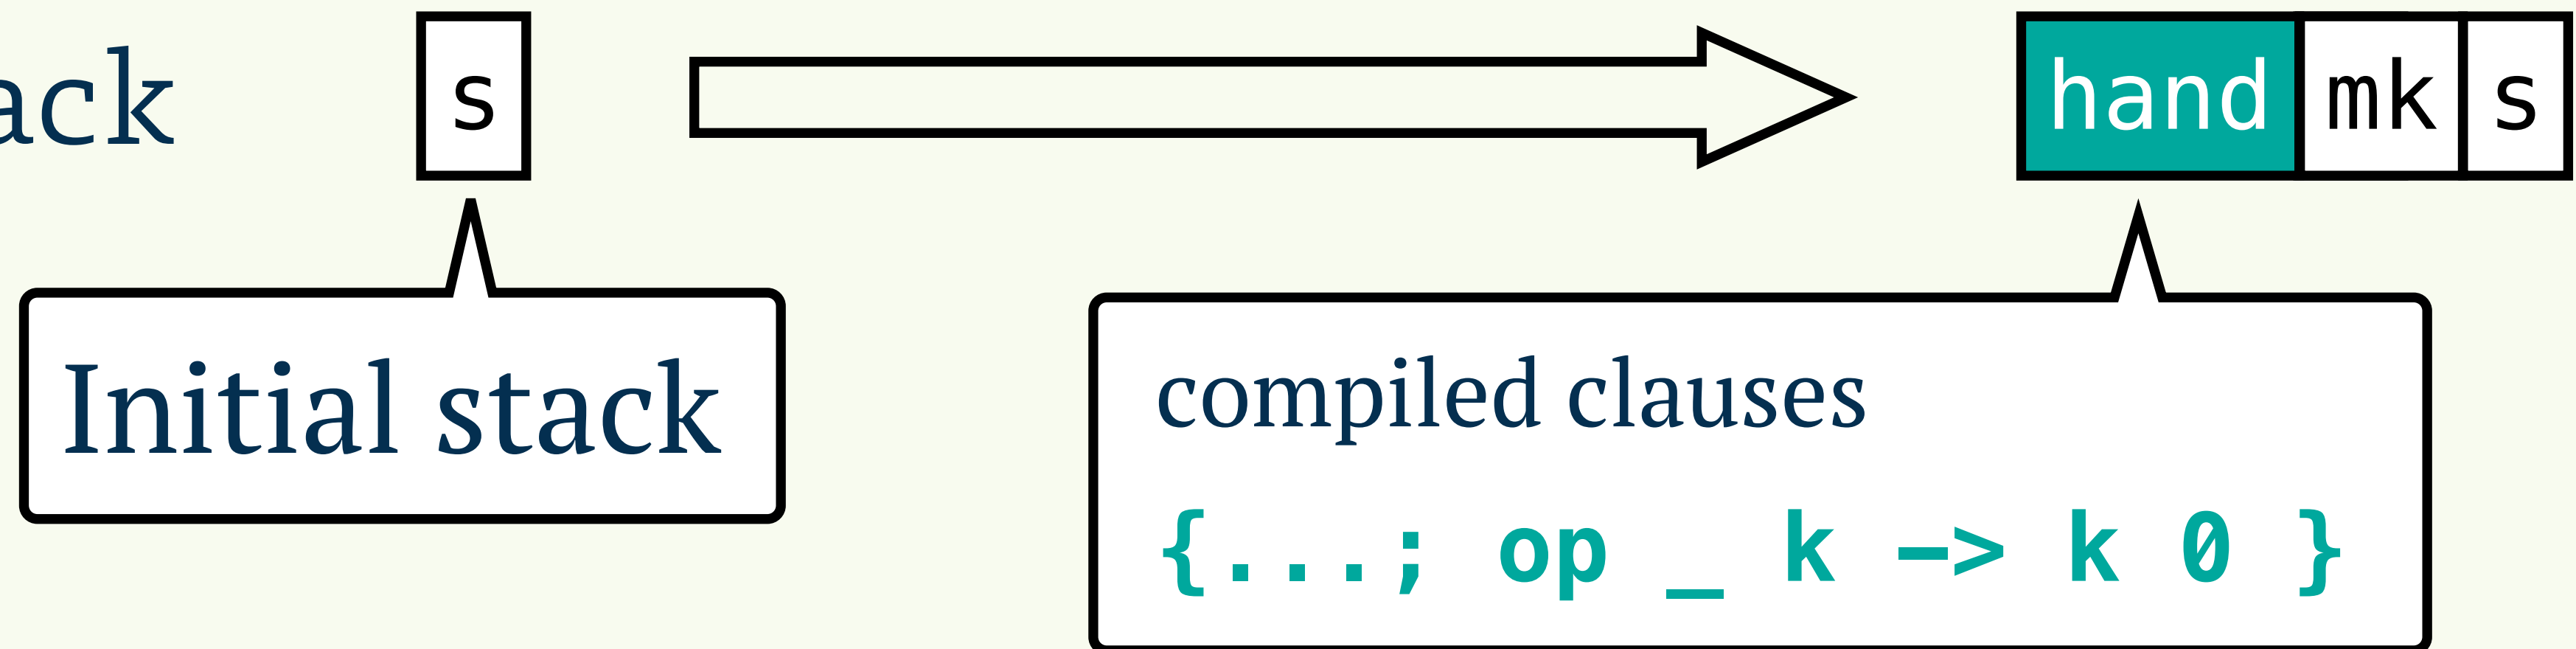 ack s hand mk s
Initial stack
compiled clauses
{...; op _ k —> k 0 }